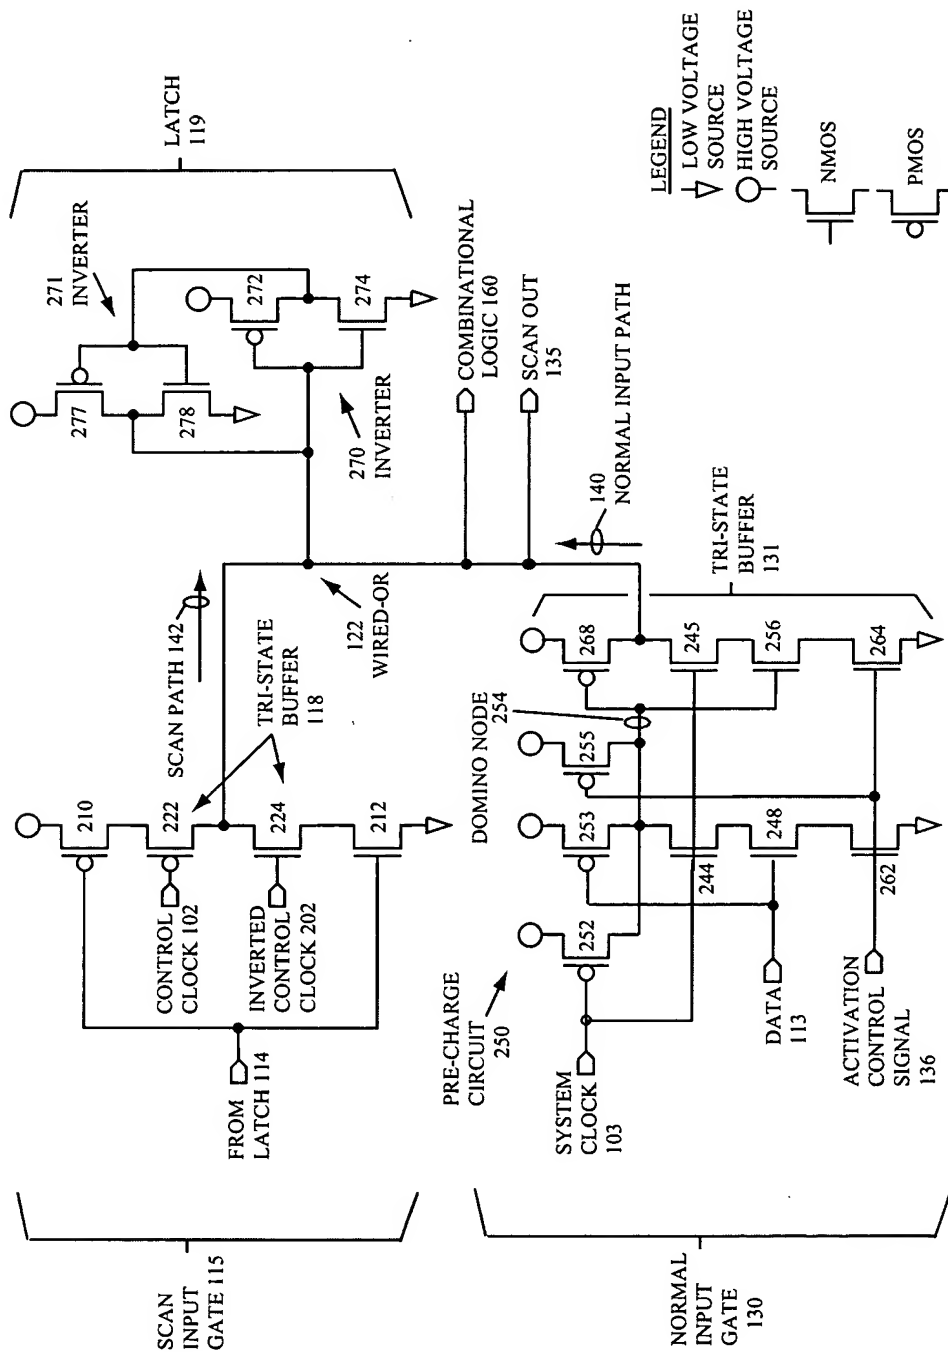 SCAN
INPUT
GATE 115
FROM
LATCH 114
CONTROL
CLOCK 102
INVERTED
CONTROL
CLOCK 202
210
222
224
212
SCAN PATH 142
TRI-STATE
BUFFER
118
122
WIRED-OR
271
INVERTER
277
278
272
274
270
INVERTER
LATCH
119
COMBINATIONAL
LOGIC 160
SCAN OUT
135
140
NORMAL INPUT PATH
NORMAL
INPUT
GATE
130
PRE-CHARGE
CIRCUIT
250
SYSTEM
CLOCK
103
DATA
113
ACTIVATION
CONTROL
SIGNAL
136
DOMINO NODE
254
252
253
255
268
244
245
248
256
262
264
TRI-STATE
BUFFER
131
LEGEND
LOW VOLTAGE
SOURCE
HIGH VOLTAGE
SOURCE
NMOS
PMOS